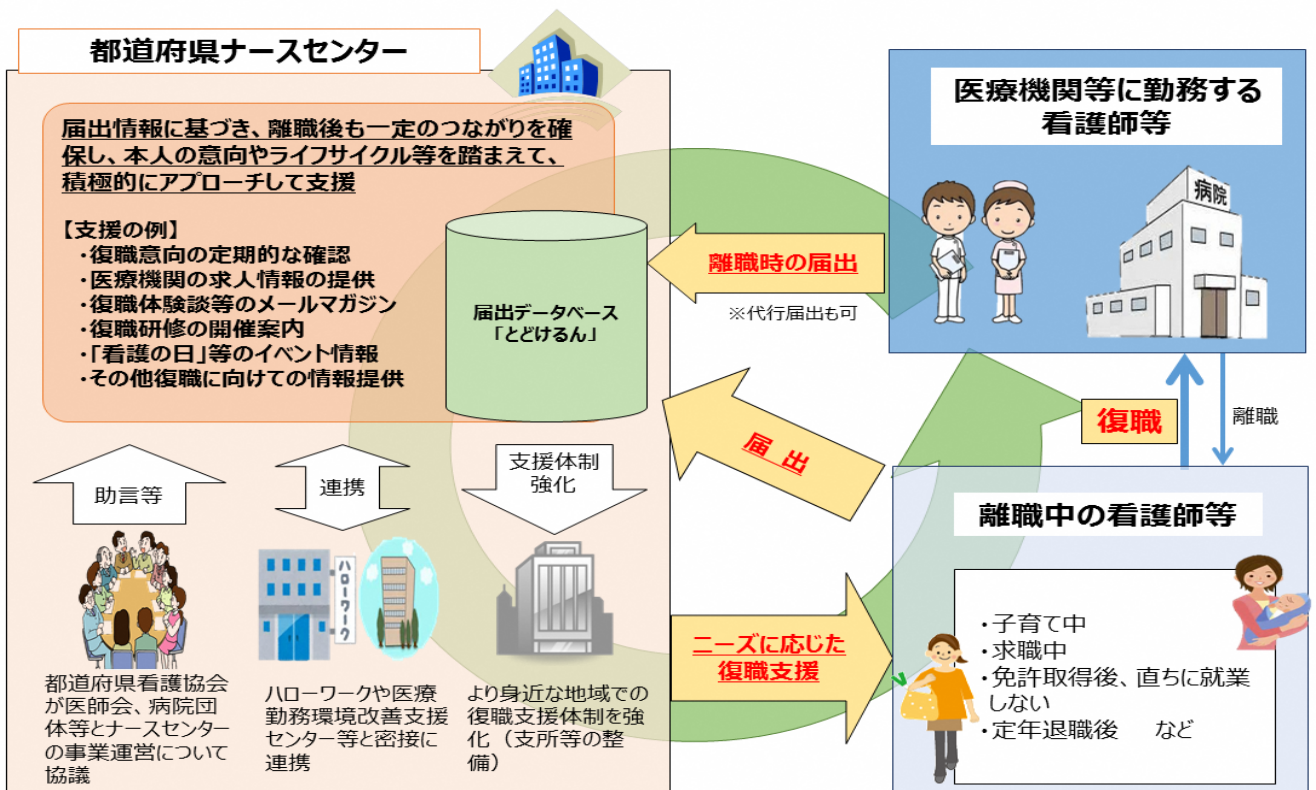 都道府県ナースセンター
届出情報に基づき、離職後も一定のつながりを確
保し、本人の意向やライフサイクル等を踏まえて、
積極的にアプローチして支援
【支援の例】
・復職意向の定期的な確認
・医療機関の求人情報の提供
・復職体験談等のメールマガジン
・復職研修の開催案内
・「看護の日」等のイベント情報
・その他復職に向けての情報提供
届出データベース
「とどけるん」
助言等
連携
支援体制
強化
ハローワーク
都道府県看護協会
が医師会、病院団
体等とナースセンター
の事業運営について
協議
ハローワークや医療
勤務環境改善支援
センター等と密接に
連携
より身近な地域での
復職支援体制を強
化（支所等の整
備）
離職時の届出
※代行届出も可
届 出
ニーズに応じた
復職支援
医療機関等に勤務する
看護師等
病院
復職
離職
離職中の看護師等
・子育て中
・求職中
・免許取得後、直ちに就業
しない
・定年退職後　など